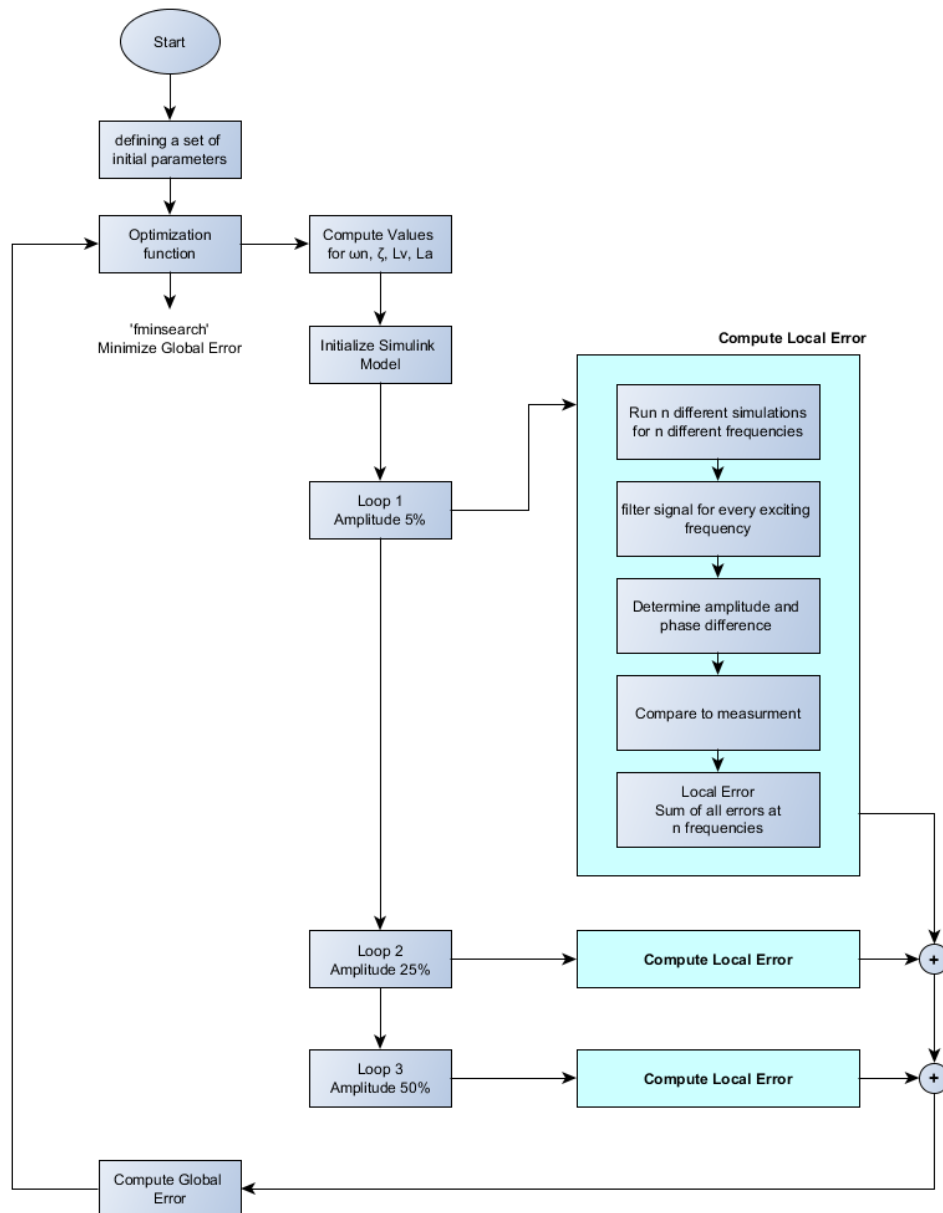 Start
defining a set of
initial parameters
Optimization
function
Compute Values
for ωn, ζ, Lv, La
'fminsearch'
Minimize Global Error
Initialize Simulink
Model
Compute Local Error
Run n different simulations
for n different frequencies
Loop 1
Amplitude 5%
filter signal for every exciting
frequency
Determine amplitude and
phase difference
Compare to measurment
Local Error
Sum of all errors at
n frequencies
Loop 2
Amplitude 25%
Compute Local Error
+
Loop 3
Amplitude 50%
Compute Local Error
+
Compute Global
Error